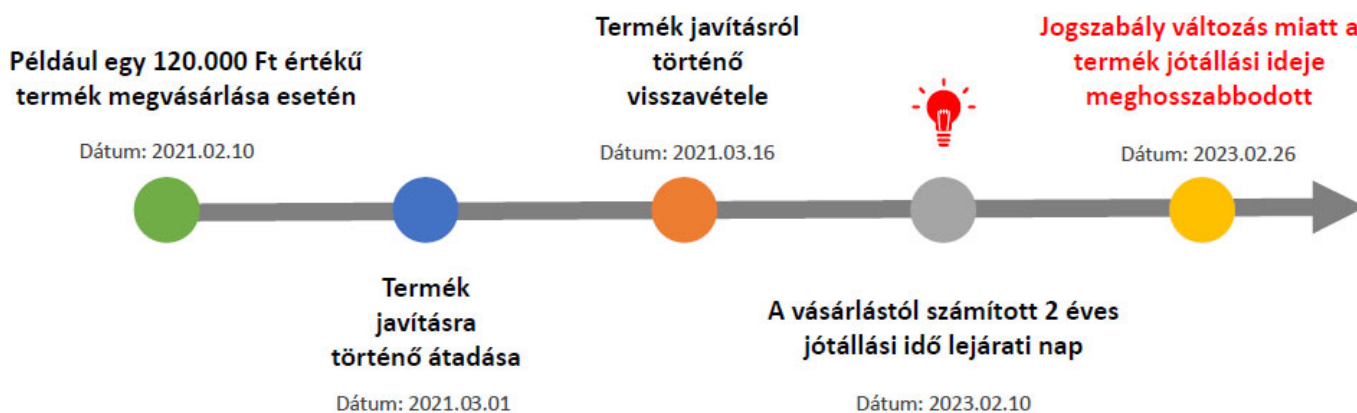 Például egy 120.000 Ft értékű
termék megvásárlása esetén
Dátum: 2021.02.10
Termék
javításra
történő átadása
Dátum: 2021.03.01
Termék javításról
történő
visszavétele
Dátum: 2021.03.16
A vásárlástól számított 2 éves
jótállási idő lejárati nap
Dátum: 2023.02.10
Jogszabály változás miatt a
termék jótállási ideje
meghosszabbodott
Dátum: 2023.02.26